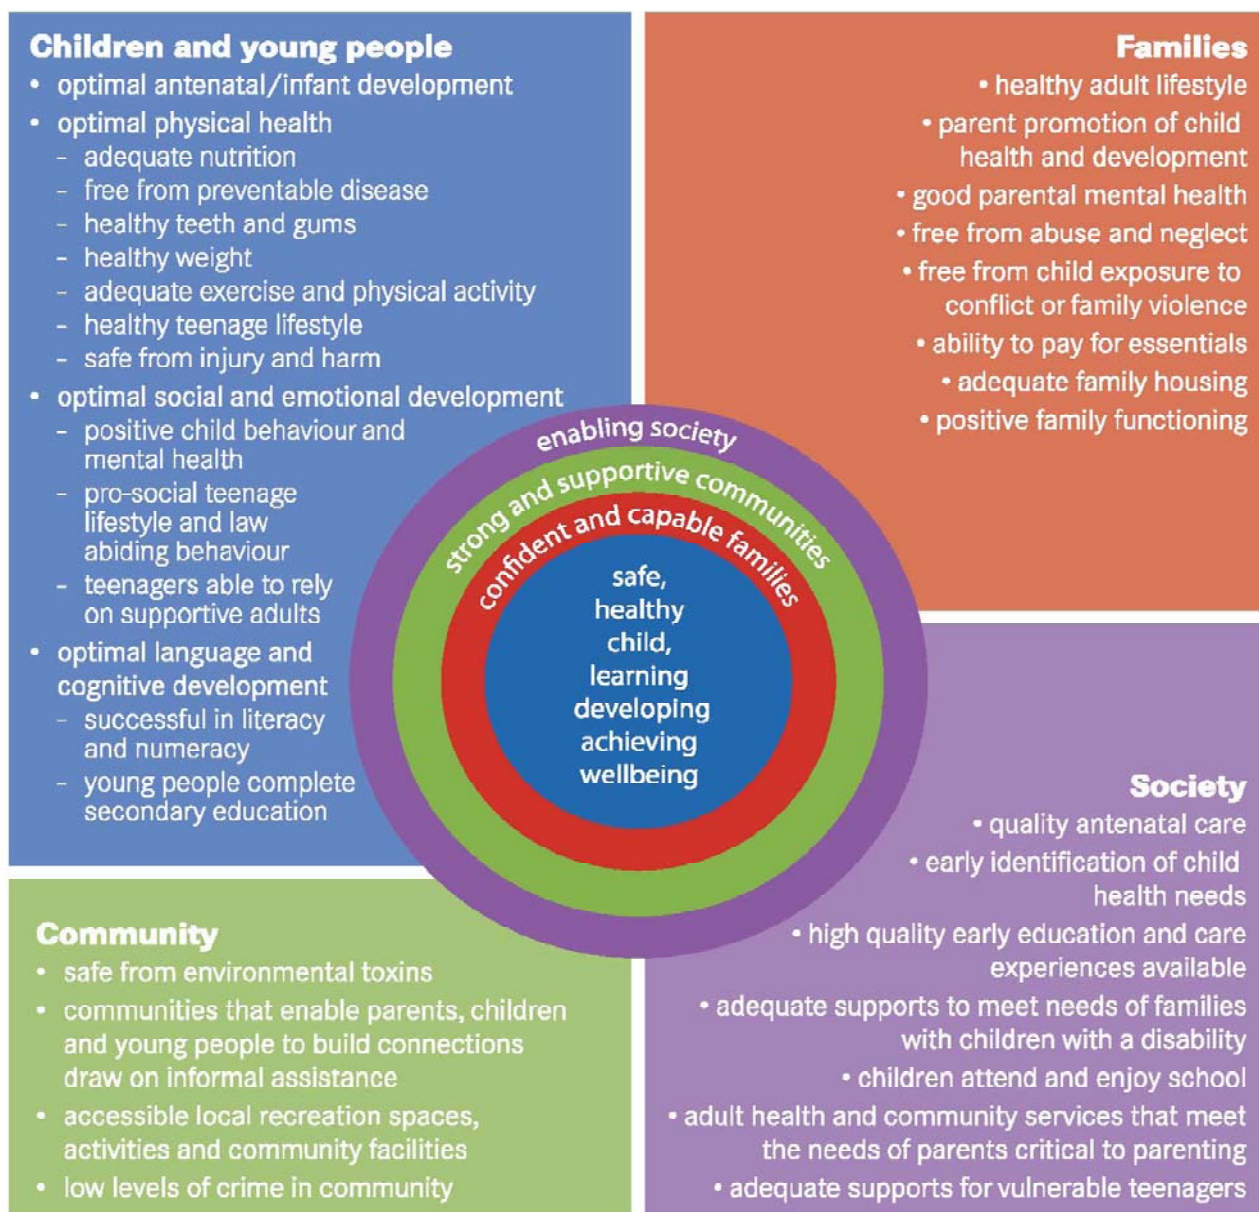 Children and young people
• optimal antenatal/infant development
• optimal physical health
- adequate nutrition
- free from preventable disease
- healthy teeth and gums
- healthy weight
- adequate exercise and physical activity
- healthy teenage lifestyle
- safe from injury and harm
• optimal social and emotional development
- positive child behaviour and
mental health
- pro-social teenage
lifestyle and law
abiding behaviour
- teenagers able to rely
on supportive adults
• optimal language and
cognitive development
- successful in literacy
and numeracy
- young people complete
secondary education
Families
• healthy adult lifestyle
• parent promotion of child
health and development
• good parental mental health
• free from abuse and neglect
• free from child exposure to
conflict or family violence
• ability to pay for essentials
• adequate family housing
• positive family functioning
enabling society
strong and supportive communities
confident and capable families
safe,
healthy
child,
learning
developing
achieving
wellbeing
Community
• safe from environmental toxins
• communities that enable parents, children
and young people to build connections
draw on informal assistance
• accessible local recreation spaces,
activities and community facilities
• low levels of crime in community
Society
• quality antenatal care
• early identification of child
health needs
• high quality early education and care
experiences available
• adequate supports to meet needs of families
with children with a disability
• children attend and enjoy school
• adult health and community services that meet
the needs of parents critical to parenting
• adequate supports for vulnerable teenagers